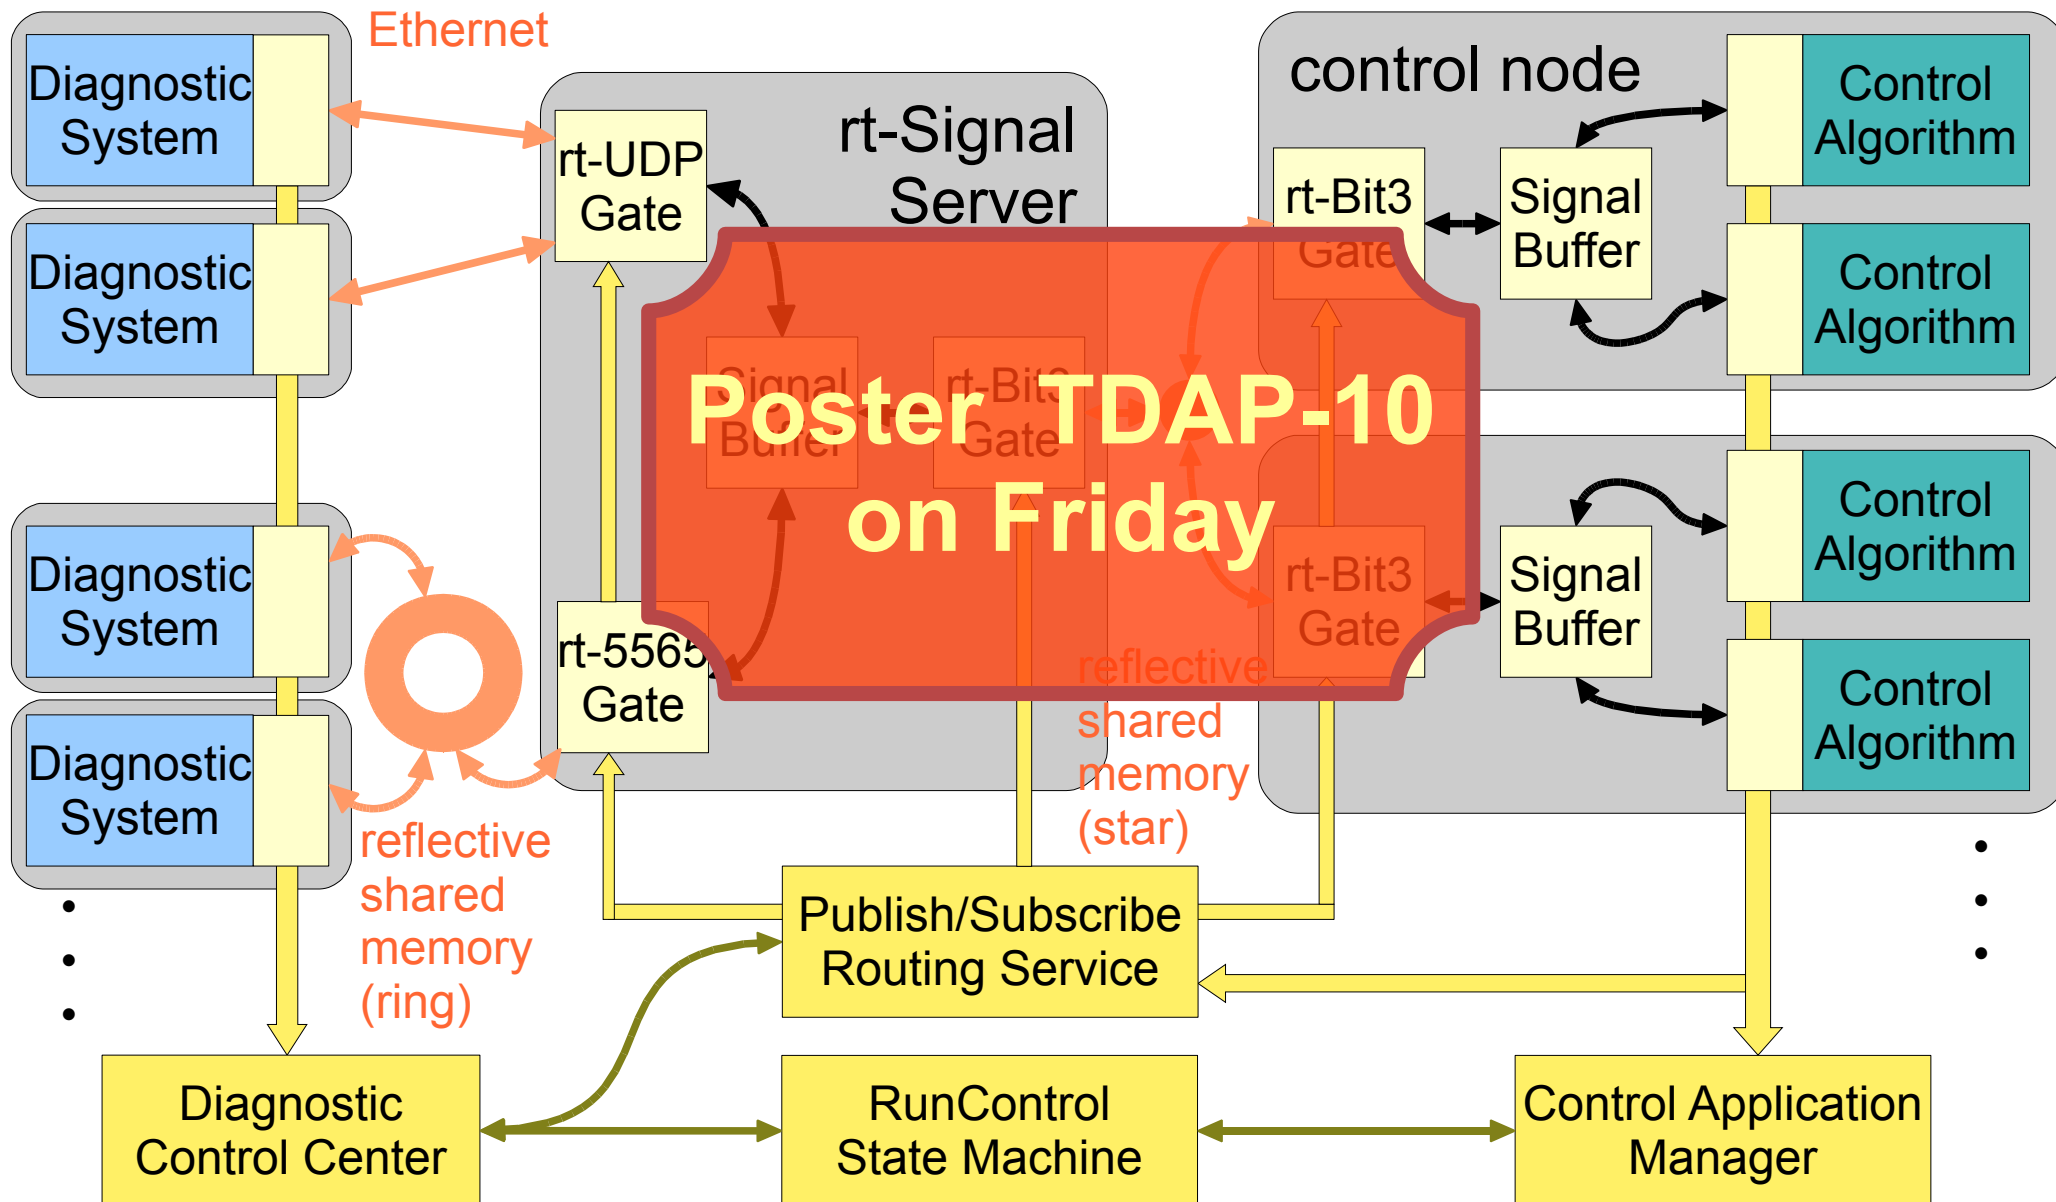 Ethernet
Diagnostic
System
Diagnostic
System
Diagnostic
System
Diagnostic
System
reflective
shared
memory
(ring)
rt-Signal
Server
rt-UDP
Gate
Signal
Buffer
rt-Bit3
Gate
rt-5565
Gate
Poster TDAP-10
on Friday
reflective
shared
memory
(star)
control node
rt-Bit3
Gate
Signal
Buffer
Control
Algorithm
Control
Algorithm
rt-Bit3
Gate
Signal
Buffer
Control
Algorithm
Control
Algorithm
Publish/Subscribe
Routing Service
Diagnostic
Control Center
RunControl
State Machine
Control Application
Manager